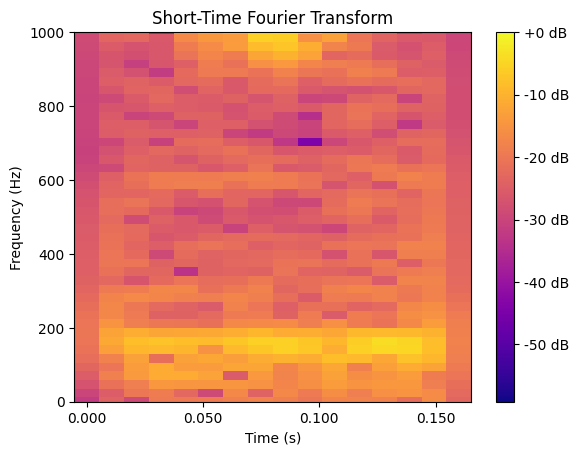 Short-Time Fourier Transform
1000
800
600
400
200
0
Frequency (Hz)
0.000
0.050
0.100
0.150
Time (s)
+0 dB
-10 dB
-20 dB
-30 dB
-40 dB
-50 dB